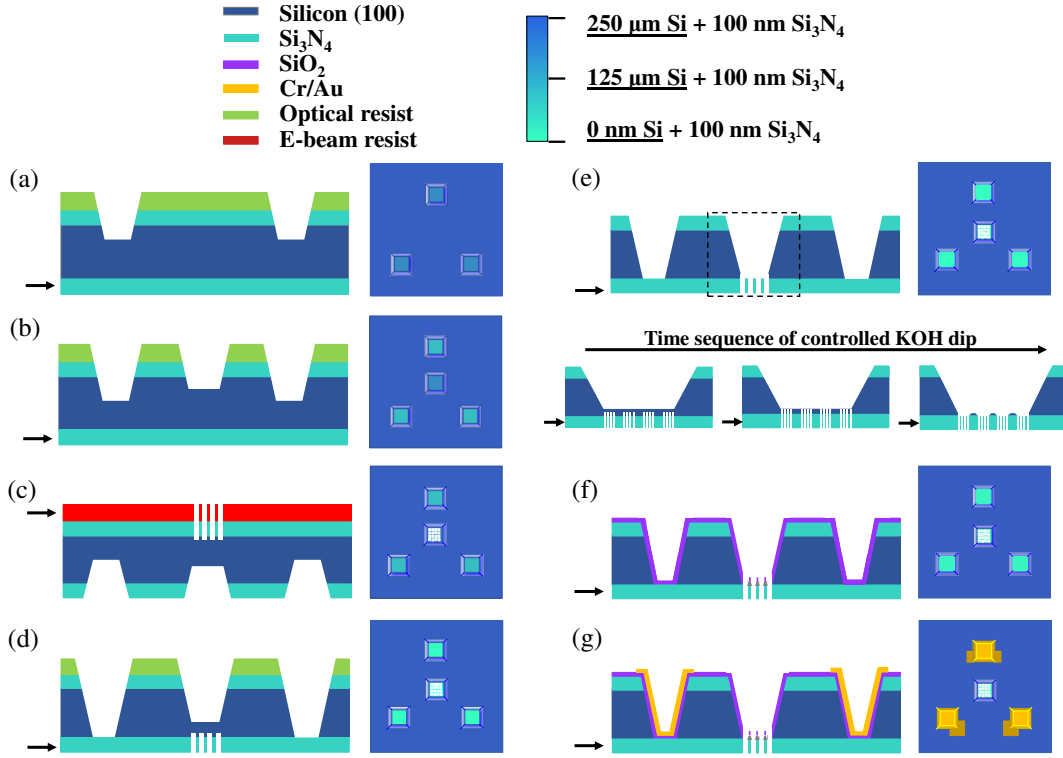 Silicon (100)
Si₃N₄
SiO₂
Cr/Au
Optical resist
E-beam resist
250 μm Si + 100 nm Si₃N₄
125 μm Si + 100 nm Si₃N₄
0 nm Si + 100 nm Si₃N₄
(a)
(b)
(c)
(d)
(e)
Time sequence of controlled KOH dip
(f)
(g)